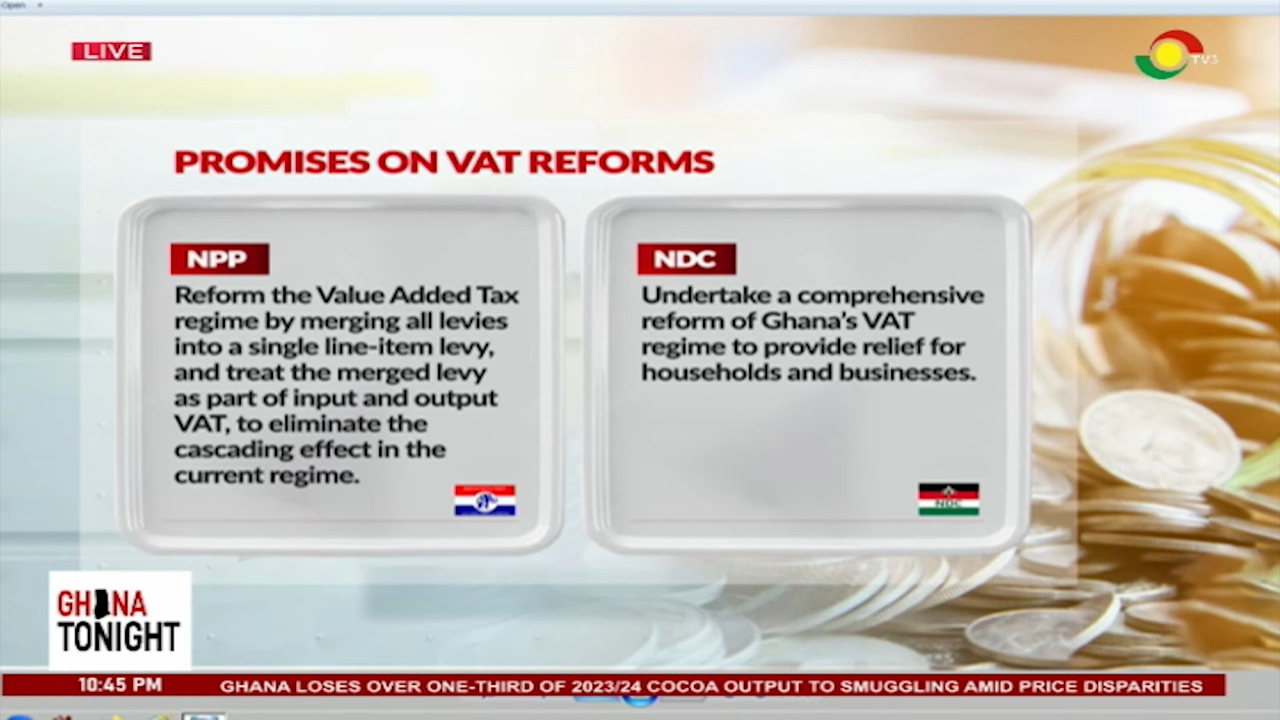 Open
LIVE
TV3
PROMISES ON VAT REFORMS
NPP
Reform the Value Added Tax
regime by merging all levies
into a single line-item levy,
and treat the merged levy
as part of input and output
VAT, to eliminate the
cascading effect in the
current regime.
NDC
Undertake a comprehensive
reform of Ghana's VAT
regime to provide relief for
households and businesses.
NDC
GHANA
TONIGHT
10:45 PM
GHANA LOSES OVER ONE-THIRD OF 2023/24 COCOA OUTPUT TO SMUGGLING AMID PRICE DISPARITIES